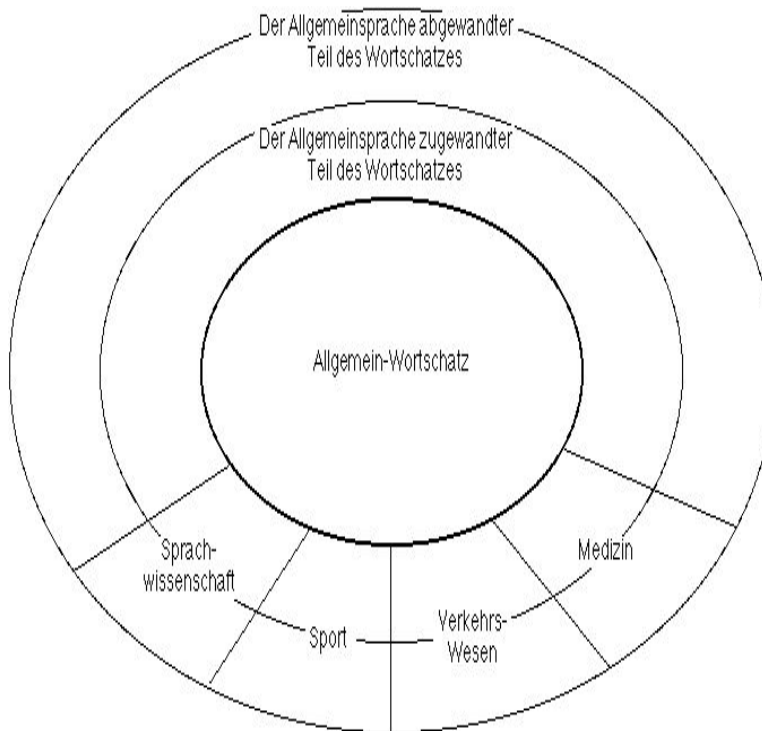 Der Allgemeinsprache abgewandter
Teil des Wortschatzes
Der Allgemeinsprache zugewandter
Teil des Wortschatzes
Allgemein-Wortschatz
Sprach-
wissenschaft
Sport
Verkehrs-
Wesen
Medizin